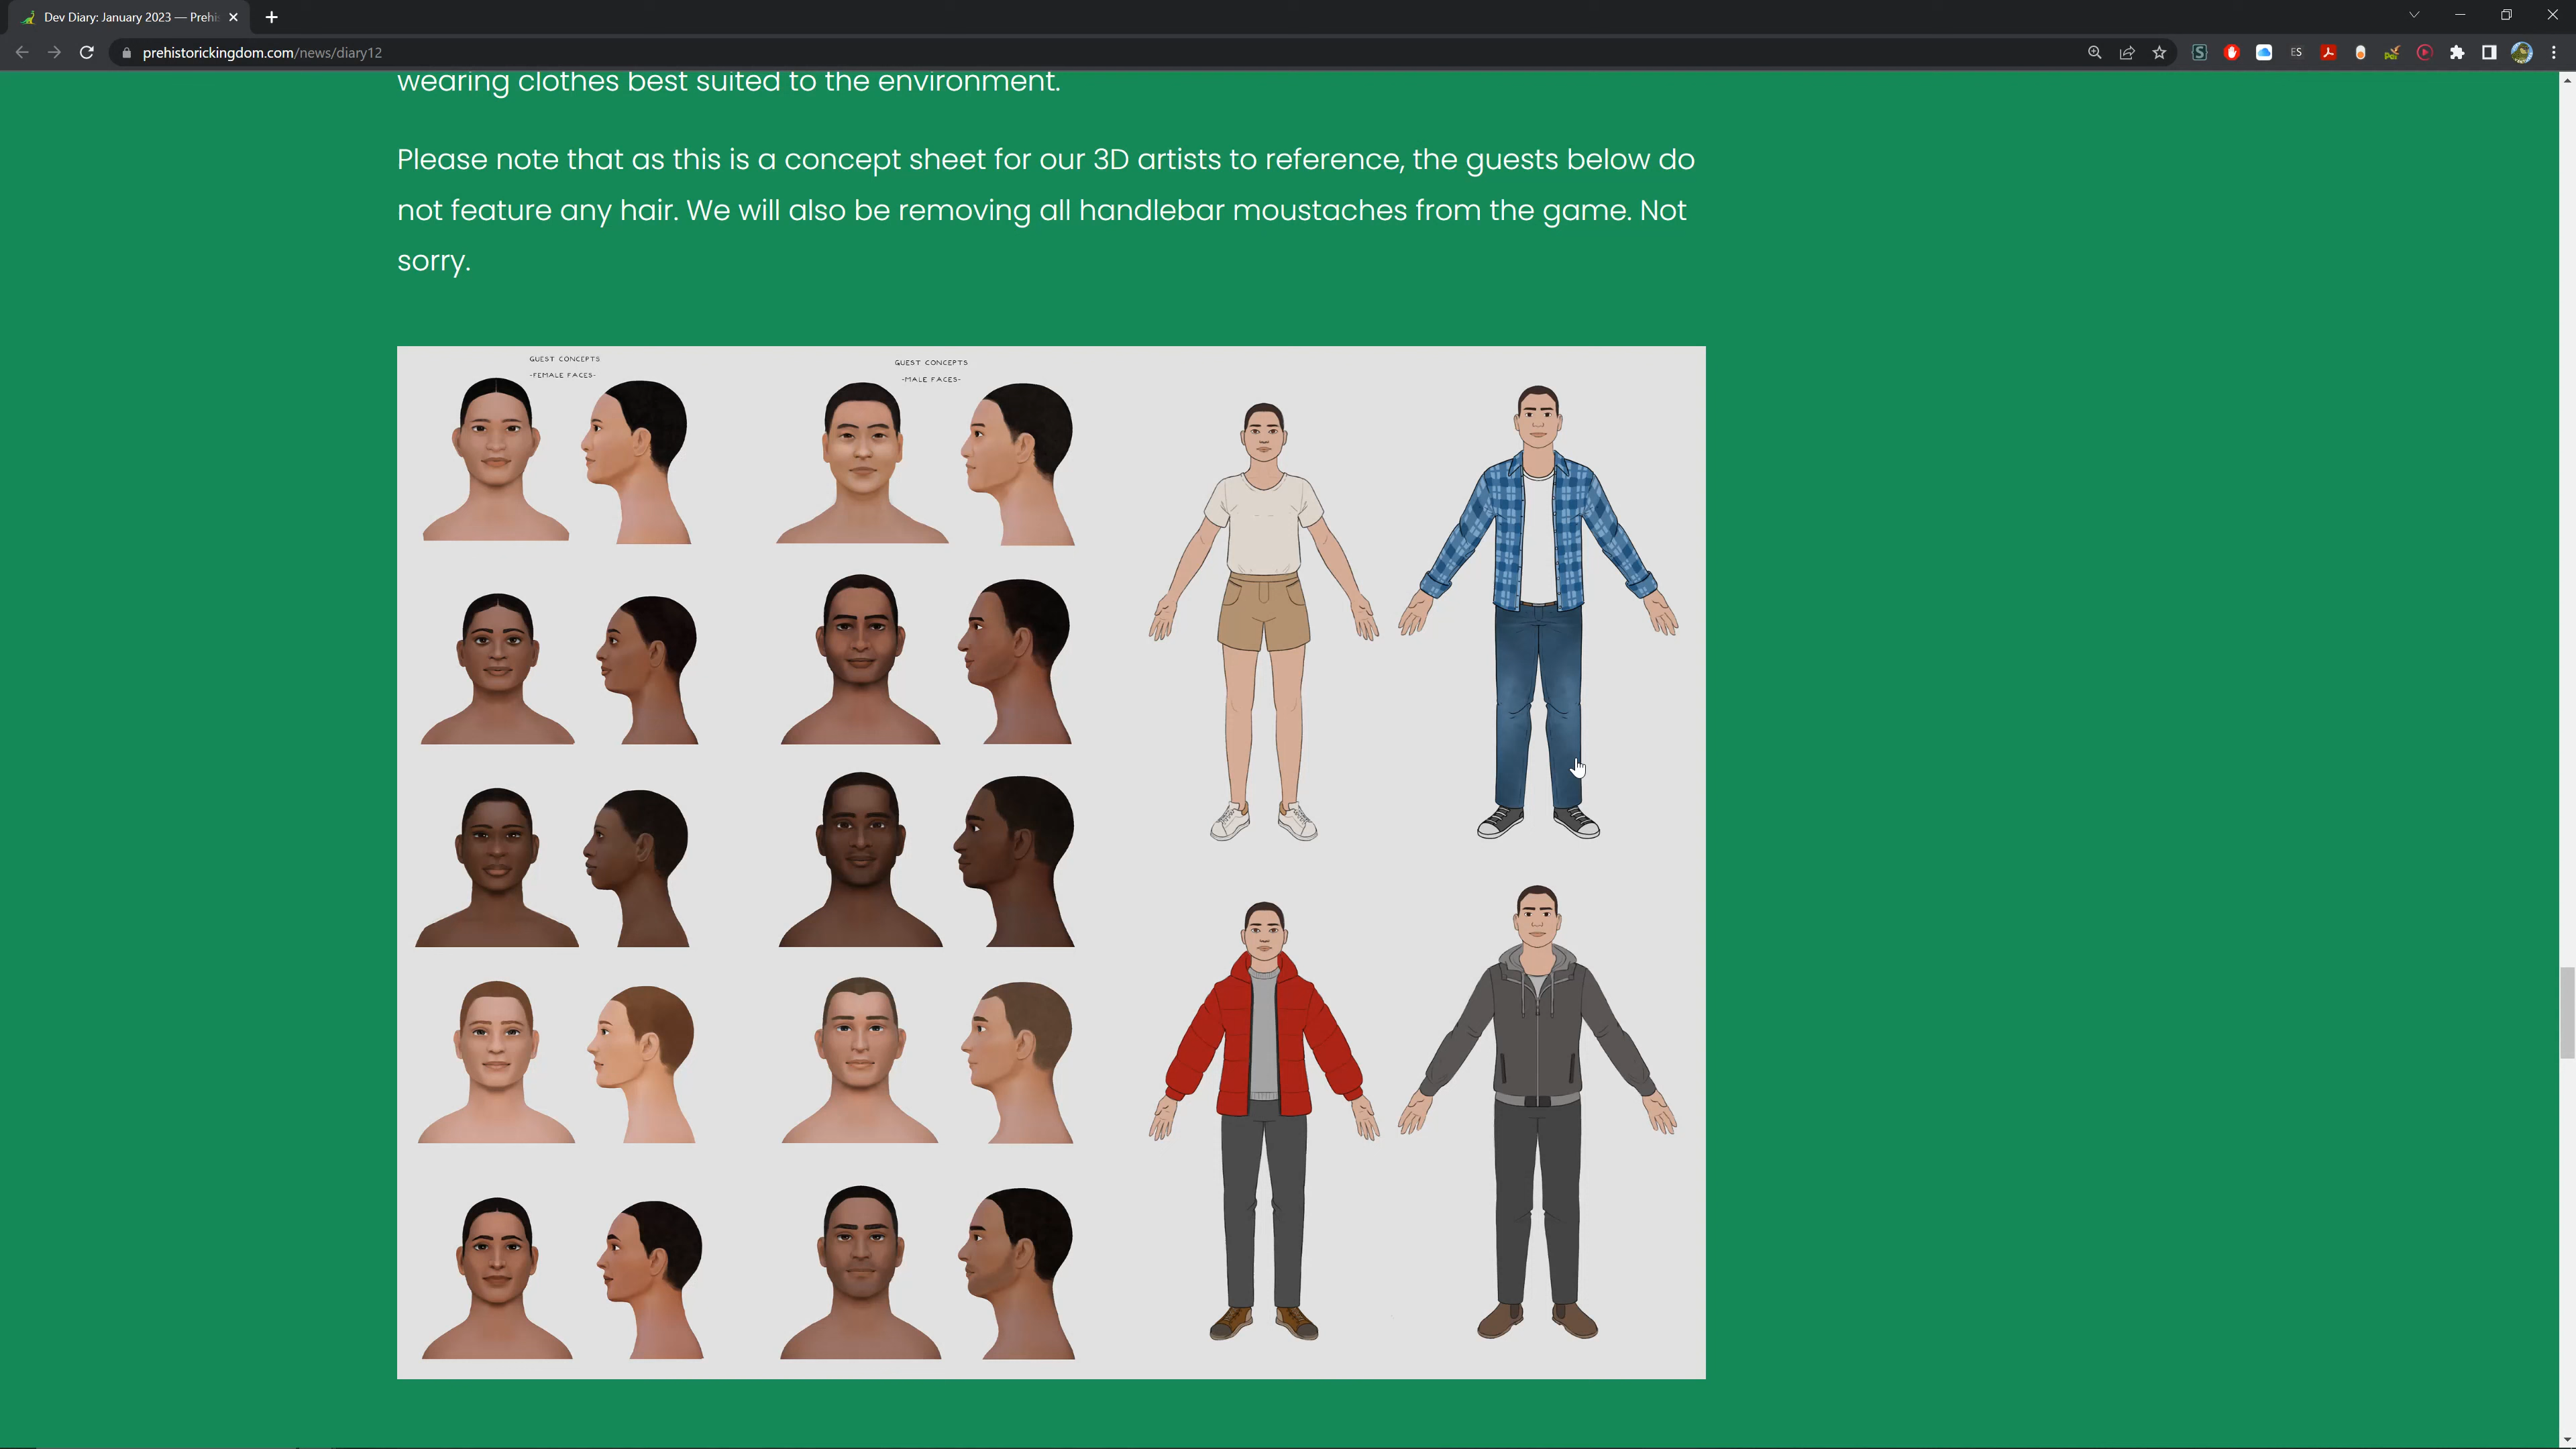 Dev Diary: January 2023 — Prehis
prehistorickingdom.com/news/diary12
ES
wearing clothes best suited to the environment.
Please note that as this is a concept sheet for our 3D artists to reference, the guests below do
not feature any hair. We will also be removing all handlebar moustaches from the game. Not
sorry.
GUEST CONCEPTS
-FEMALE FACES-
GUEST CONCEPTS
-MALE FACES-